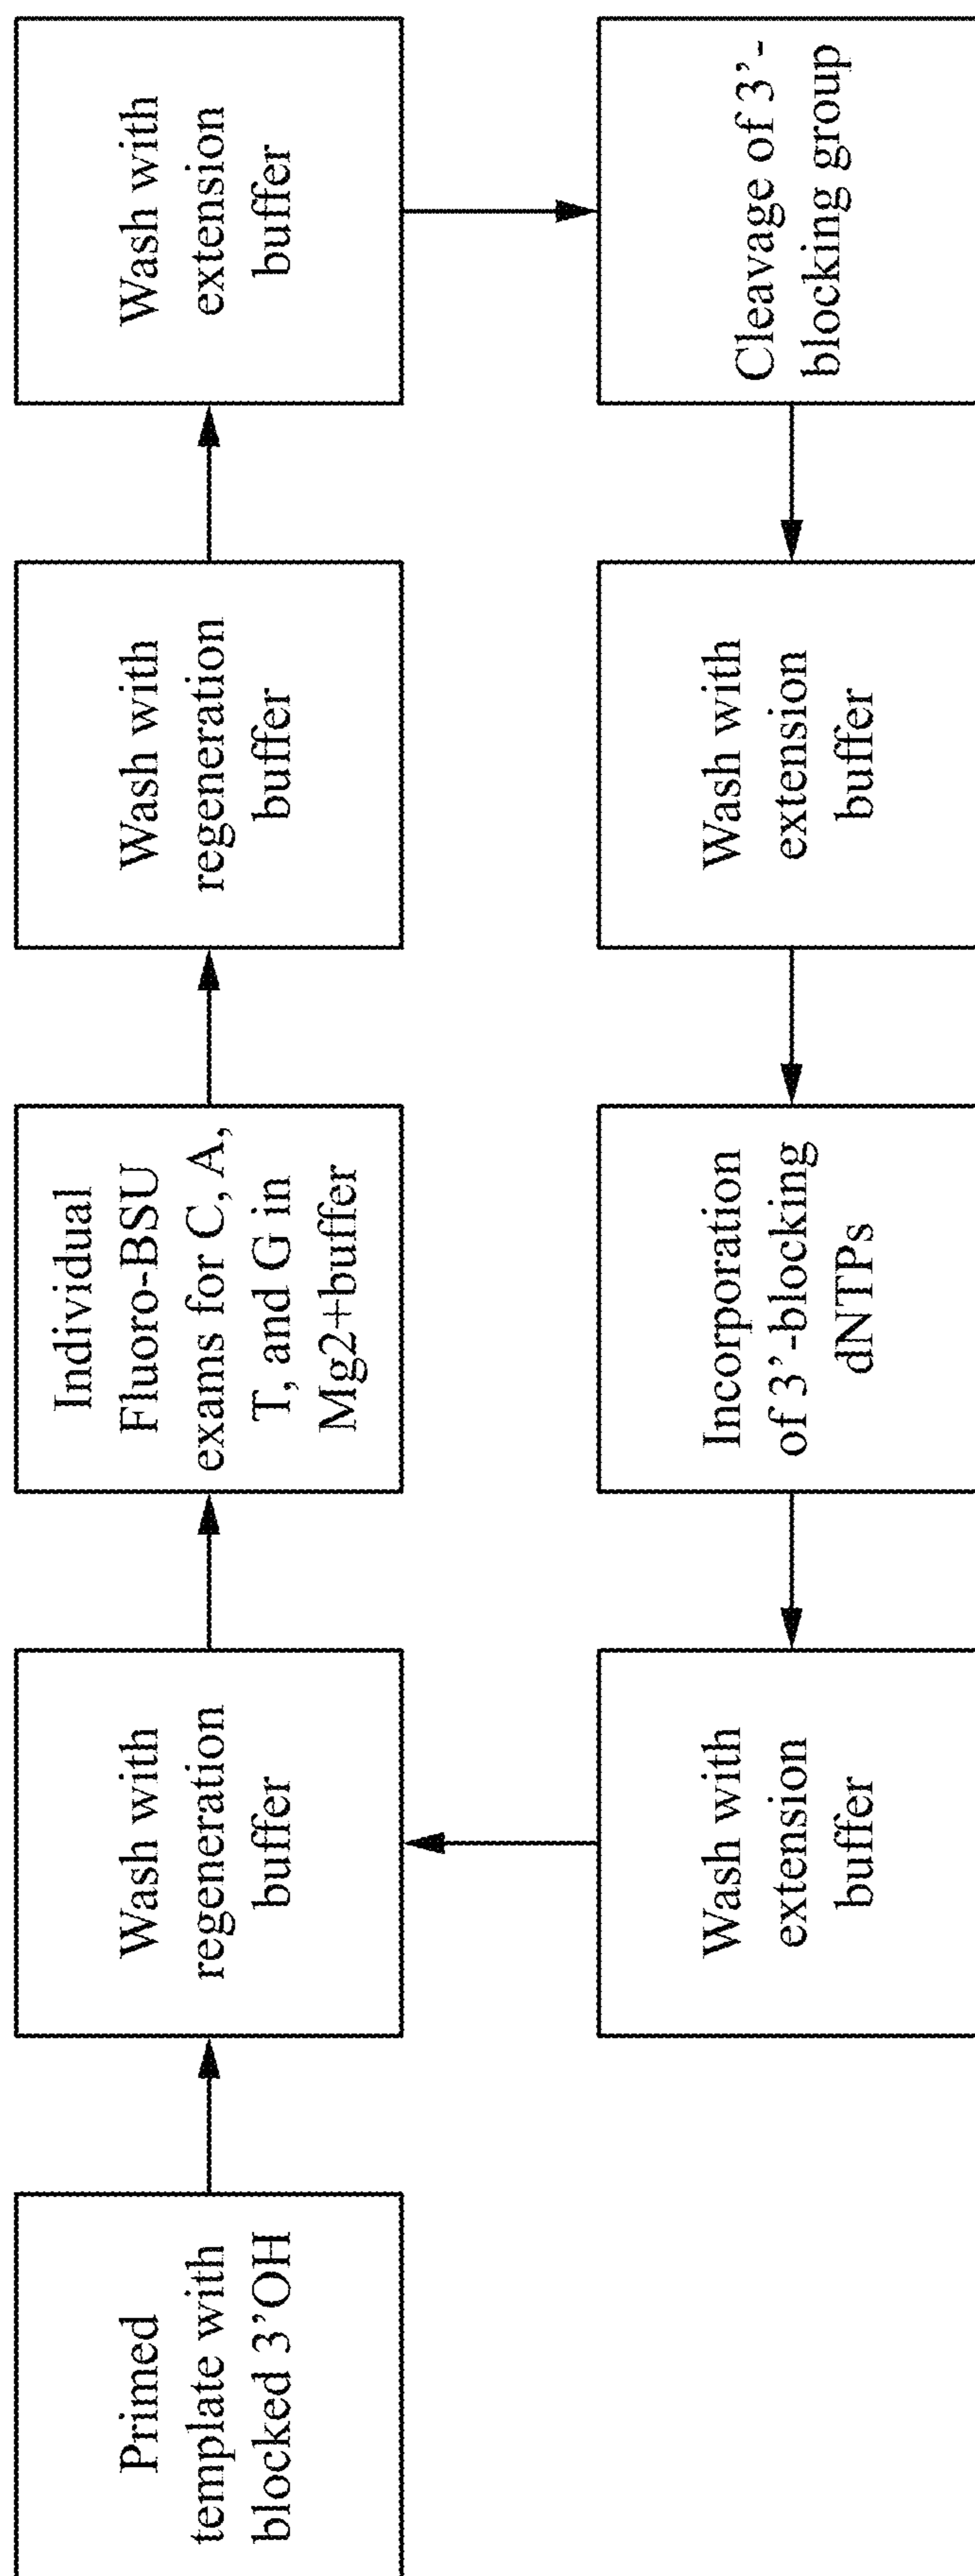 Primed
template with
blocked 3’OH
Wash with
regeneration
buffer
Individual
Fluoro-BSU
exams for C, A,
T, and G in
Mg2+buffer
Wash with
regeneration
buffer
Wash with
extension
buffer
Cleavage of 3’-
blocking group
Wash with
extension
buffer
Incorporation
of 3’-blocking
dNTPs
Wash with
extension
buffer